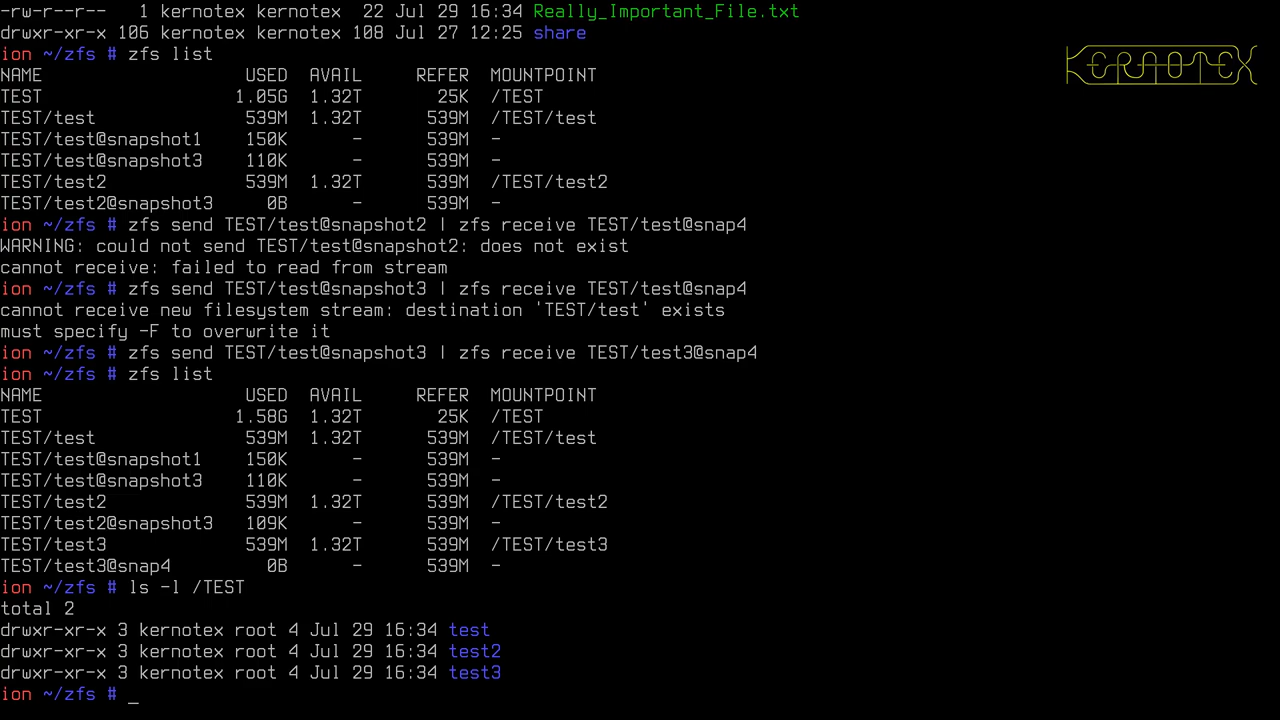 -rw-r--r--   1 kernotex kernotex  22 Jul 29 16:34 Really_Important_File.txt
drwxr-xr-x 106 kernotex kernotex 108 Jul 27 12:25 share
KERNOTEX
ion ~/zfs # zfs list
NAME                   USED  AVAIL     REFER  MOUNTPOINT
TEST                  1.05G  1.32T       25K  /TEST
TEST/test              539M  1.32T      539M  /TEST/test
TEST/test@snapshot1    150K      -      539M  -
TEST/test@snapshot3    110K      -      539M  -
TEST/test2             539M  1.32T      539M  /TEST/test2
TEST/test2@snapshot3     0B      -      539M  -
ion ~/zfs # zfs send TEST/test@snapshot2 | zfs receive TEST/test@snap4
WARNING: could not send TEST/test@snapshot2: does not exist
cannot receive: failed to read from stream
ion ~/zfs # zfs send TEST/test@snapshot3 | zfs receive TEST/test@snap4
cannot receive new filesystem stream: destination 'TEST/test' exists
must specify -F to overwrite it
ion ~/zfs # zfs send TEST/test@snapshot3 | zfs receive TEST/test3@snap4
ion ~/zfs # zfs list
NAME                   USED  AVAIL     REFER  MOUNTPOINT
TEST                  1.58G  1.32T       25K  /TEST
TEST/test              539M  1.32T      539M  /TEST/test
TEST/test@snapshot1    150K      -      539M  -
TEST/test@snapshot3    110K      -      539M  -
TEST/test2             539M  1.32T      539M  /TEST/test2
TEST/test2@snapshot3   109K      -      539M  -
TEST/test3             539M  1.32T      539M  /TEST/test3
TEST/test3@snap4         0B      -      539M  -
ion ~/zfs # ls -l /TEST
total 2
drwxr-xr-x 3 kernotex root 4 Jul 29 16:34 test
drwxr-xr-x 3 kernotex root 4 Jul 29 16:34 test2
drwxr-xr-x 3 kernotex root 4 Jul 29 16:34 test3
ion ~/zfs # _